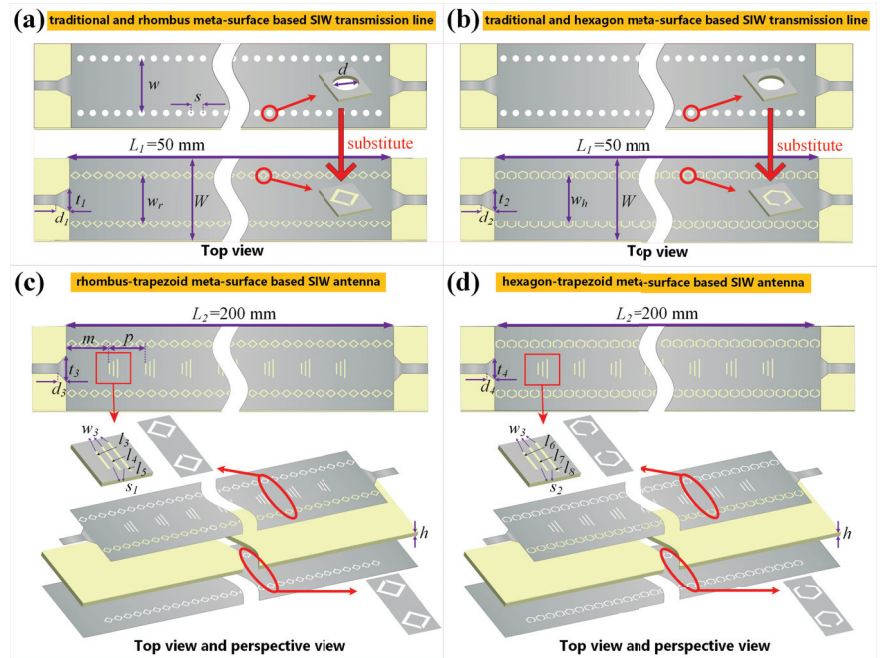 (a) traditional and rhombus meta-surface based SIW transmission line
w
s
d
L1=50 mm
substitute
t1
d1
wr
W
Top view
(b) traditional and hexagon meta-surface based SIW transmission line
L1=50 mm
substitute
t2
d2
wh
W
Top view
(c) rhombus-trapezoid meta-surface based SIW antenna
L2=200 mm
m
p
t3
d3
w3
l3
l4
l5
s1
h
Top view and perspective view
(d) hexagon-trapezoid meta-surface based SIW antenna
L2=200 mm
t4
d4
w3
l6
l7
l8
s2
h
Top view and perspective view